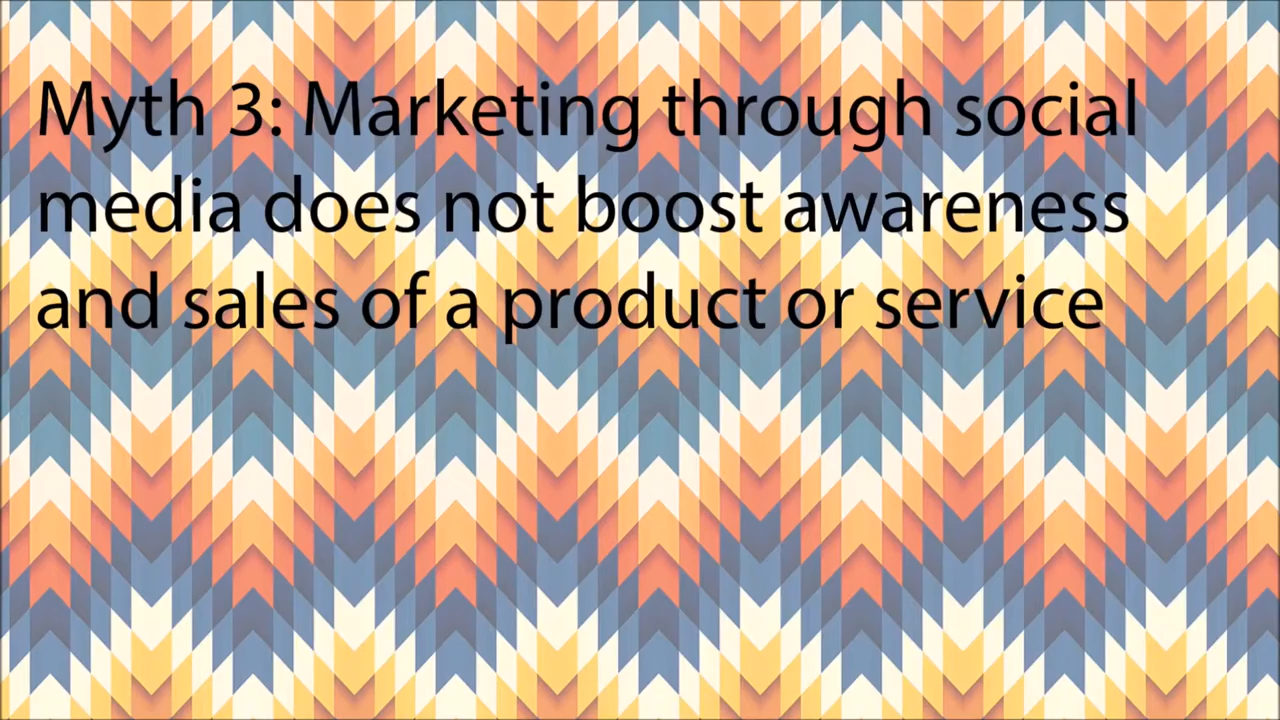 Myth 3: Marketing through social
media does not boost awareness
and sales of a product or service